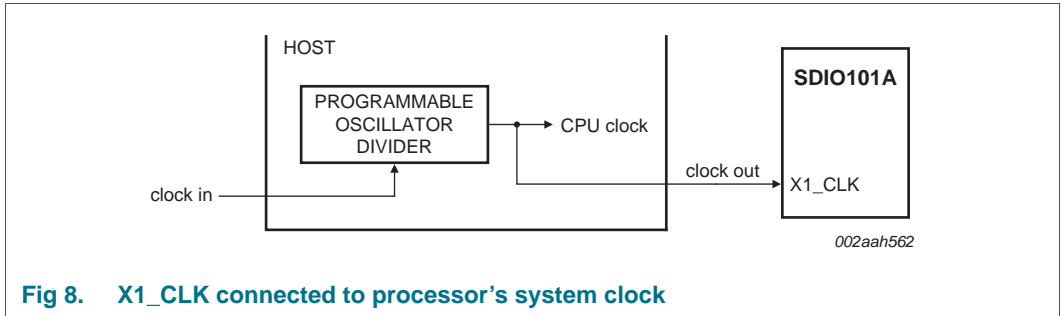 HOST
SDIO101A
PROGRAMMABLE
OSCILLATOR
DIVIDER
CPU clock
clock out
clock in
X1_CLK
002aah562
Fig 8. X1_CLK connected to processor's system clock